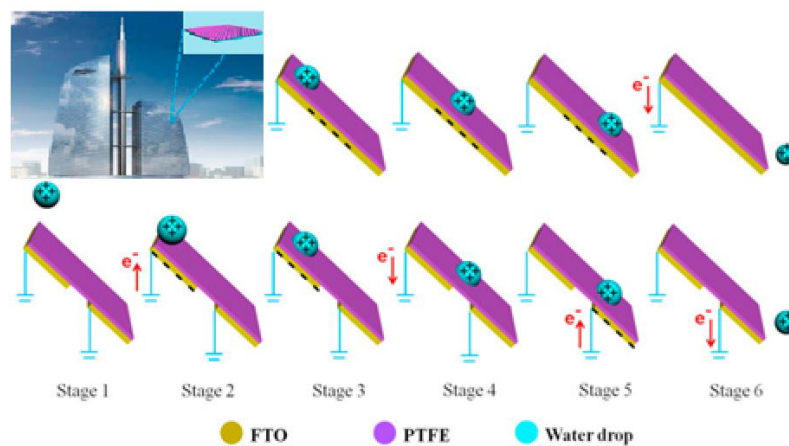 e⁻
e⁻
e⁻
e⁻
e⁻
Stage 1 Stage 2 Stage 3 Stage 4 Stage 5 Stage 6
FTO PTFE Water drop